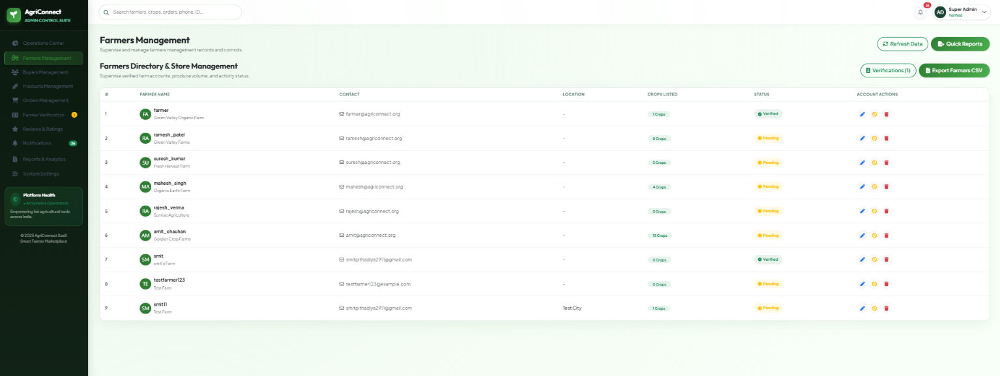 AgriConnect
ADMIN CONTROL SUITE
Search farmers, crops, orders, phone, ID...
26
AD
Super Admin
Verified
Operations Center
Farmers Management
Buyers Management
Products Management
Orders Management
Farmer Verification 1
Reviews & Ratings
Notifications 26
Reports & Analytics
System Settings
Platform Health
• All Systems Operational
Empowering fair agricultural trade
across India.
© 2025 AgriConnect SaaS
Smart Farmer Marketplace
Farmers Management
Supervise and manage farmers management records and controls.
Refresh Data
Quick Reports
Farmers Directory & Store Management
Supervise verified farm accounts, produce volume, and activity status.
Verifications (1)
Export Farmers CSV
# FARMER NAME CONTACT LOCATION CROPS LISTED STATUS ACCOUNT ACTIONS
1 FA farmer farmer@agriconnect.org - 1 Crops Verified
Green Valley Organic Farm
2 RA ramesh_patel ramesh@agriconnect.org - 8 Crops Pending
Green Valley Farms
3 SU suresh_kumar suresh@agriconnect.org - 5 Crops Pending
Fresh Harvest Farm
4 MA mahesh_singh mahesh@agriconnect.org - 4 Crops Pending
Organic Earth Farm
5 RA rajesh_verma rajesh@agriconnect.org - 5 Crops Pending
Sunrise Agriculture
6 AM amit_chauhan amit@agriconnect.org - 15 Crops Pending
Golden Crop Farms
7 SM smit smitpithadiya2911@gmail.com - 0 Crops Verified
smit's Farm
8 TE testfarmer123 testfarmer123@example.com - 0 Crops Pending
Test Farm
9 SM smit11 smitpithadiya2911@gmail.com Test City 1 Crops Pending
Test Farm